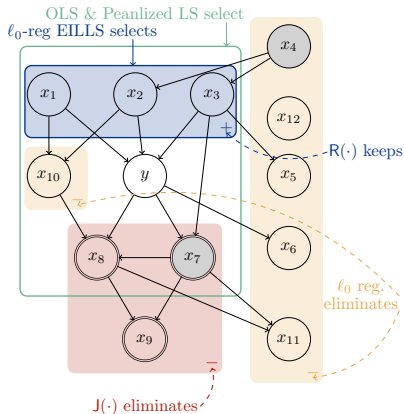 OLS & Peanlized LS select
ℓ₀-reg EILLS selects
x₄
x₁
x₂
x₃
x₁₂
+
R(·) keeps
x₁₀
y
x₅
−
x₆
x₈
x₇
ℓ₀ reg.
eliminates
x₉
x₁₁
−
−
J(·) eliminates